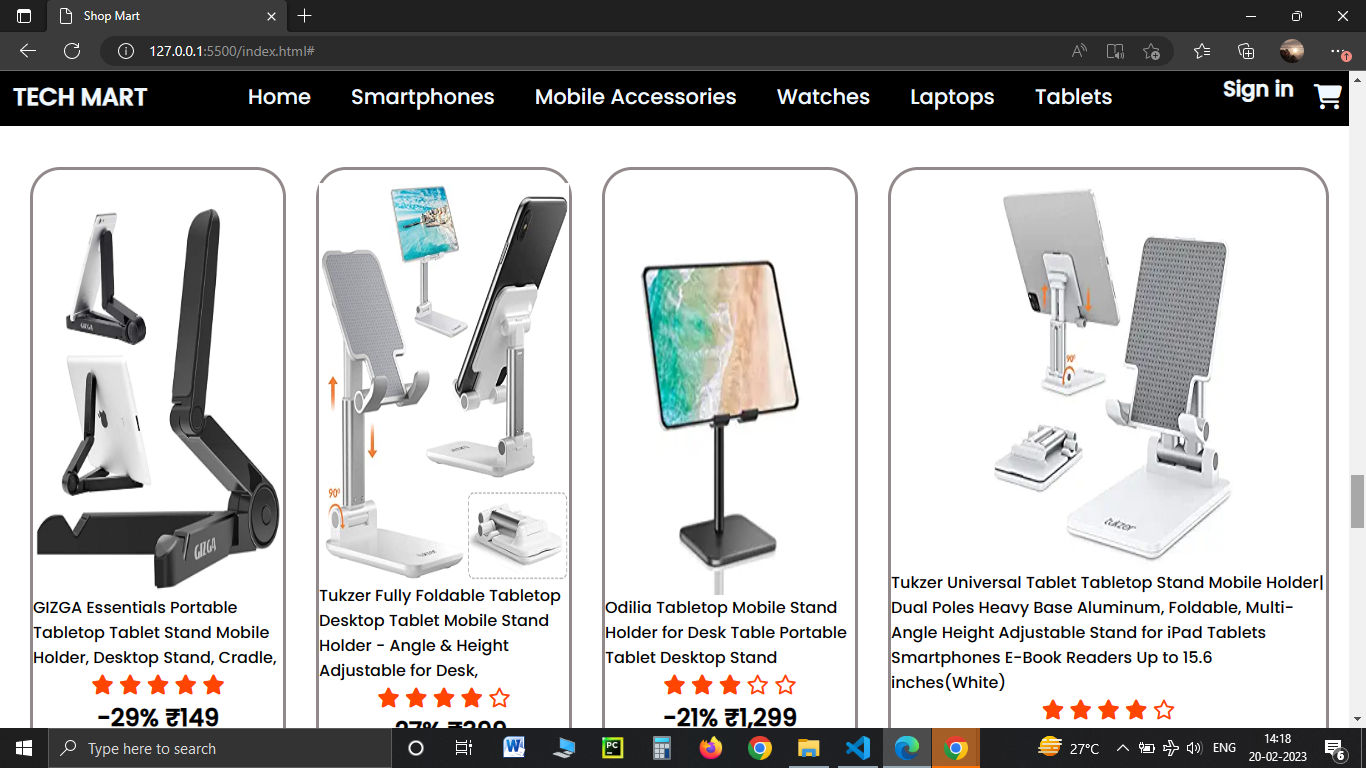 Shop Mart
127.0.0.1:5500/index.html#
TECH MART
Home
Smartphones
Mobile Accessories
Watches
Laptops
Tablets
Sign in
GIZGA
GIZGA
90°
tukzer
90°
tukzer
GIZGA Essentials Portable
Tabletop Tablet Stand Mobile
Holder, Desktop Stand, Cradle,
-29% ₹149
Tukzer Fully Foldable Tabletop
Desktop Tablet Mobile Stand
Holder - Angle & Height
Adjustable for Desk,
-27% ₹399
Odilia Tabletop Mobile Stand
Holder for Desk Table Portable
Tablet Desktop Stand
-21% ₹1,299
Tukzer Universal Tablet Tabletop Stand Mobile Holder|
Dual Poles Heavy Base Aluminum, Foldable, Multi-
Angle Height Adjustable Stand for iPad Tablets
Smartphones E-Book Readers Up to 15.6
inches(White)
Type here to search
27°C
ENG
14:18
20-02-2023
6